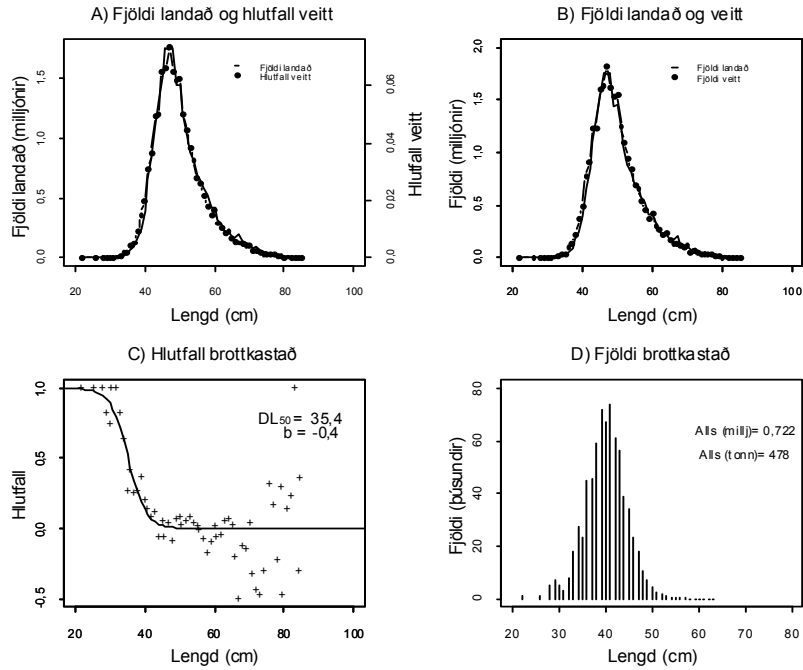 A) Fjöldi landað og hlutfall veitt
Fjöldi landað
Hlutfall veitt
Fjöldi landað (milljónir)
0,0 0,5 1,0 1,5
Hlutfall veitt
0.00 0.02 0.04 0.06
20 40 60 80 100
Lengd (cm)
B) Fjöldi landað og veitt
Fjöldi landað
Fjöldi veitt
Fjöldi (milljónir)
0,0 0,5 1,0 1,5 2,0
20 40 60 80 100
Lengd (cm)
C) Hlutfall brottkastað
DL50 = 35,4
b = -0,4
Hlutfall
-0,5 0,0 0,5 1,0
20 40 60 80 100
Lengd (cm)
D) Fjöldi brottkastað
Alls (millj)= 0,722
Alls (tonn)= 478
Fjöldi (þúsundir)
0 20 40 60 80
20 30 40 50 60 80
Lengd (cm)